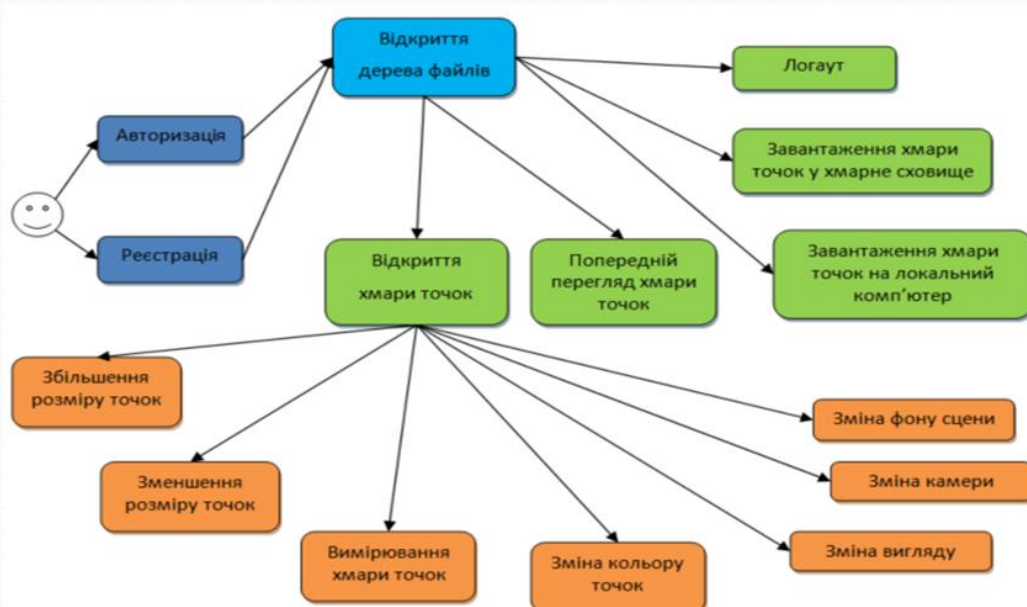 Відкриття
дерева файлів
Логаут
Авторизація
Завантаження хмари
точок у хмарне сховище
Реєстрація
Відкриття
хмари точок
Попередній
перегляд хмари
точок
Завантаження хмари
точок на локальний
комп’ютер
Збільшення
розміру точок
Зміна фону сцени
Зменшення
розміру точок
Зміна камери
Вимірювання
хмари точок
Зміна кольору
точок
Зміна вигляду